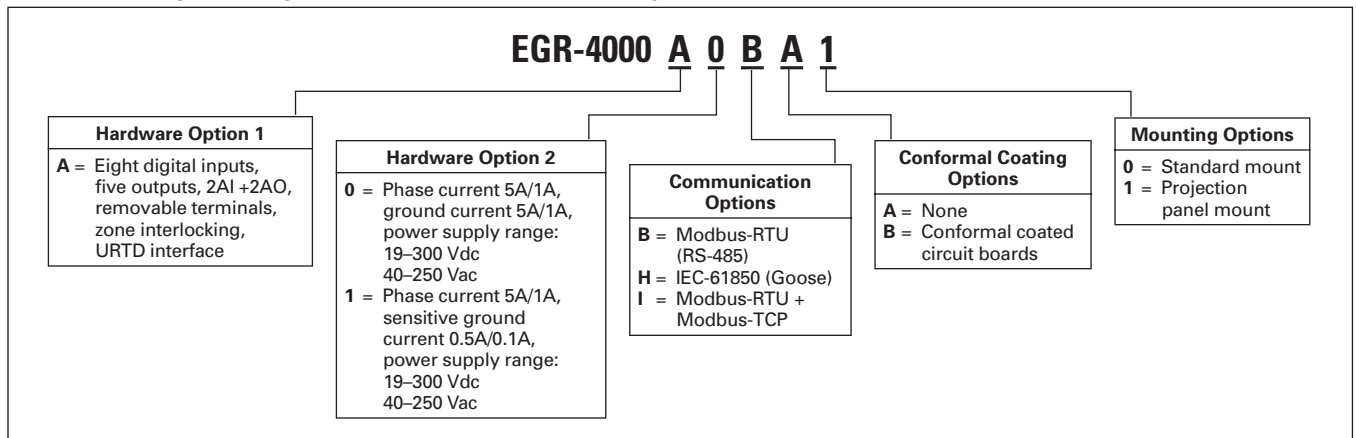 EGR-4000 A 0 B A 1
Hardware Option 1
A = Eight digital inputs,
five outputs, 2AI +2AO,
removable terminals,
zone interlocking,
URTD interface
Hardware Option 2
0 = Phase current 5A/1A,
ground current 5A/1A,
power supply range:
19–300 Vdc
40–250 Vac
1 = Phase current 5A/1A,
sensitive ground
current 0.5A/0.1A,
power supply range:
19–300 Vdc
40–250 Vac
Communication
Options
B = Modbus-RTU
(RS-485)
H = IEC-61850 (Goose)
I = Modbus-RTU +
Modbus-TCP
Conformal Coating
Options
A = None
B = Conformal coated
circuit boards
Mounting Options
0 = Standard mount
1 = Projection
panel mount